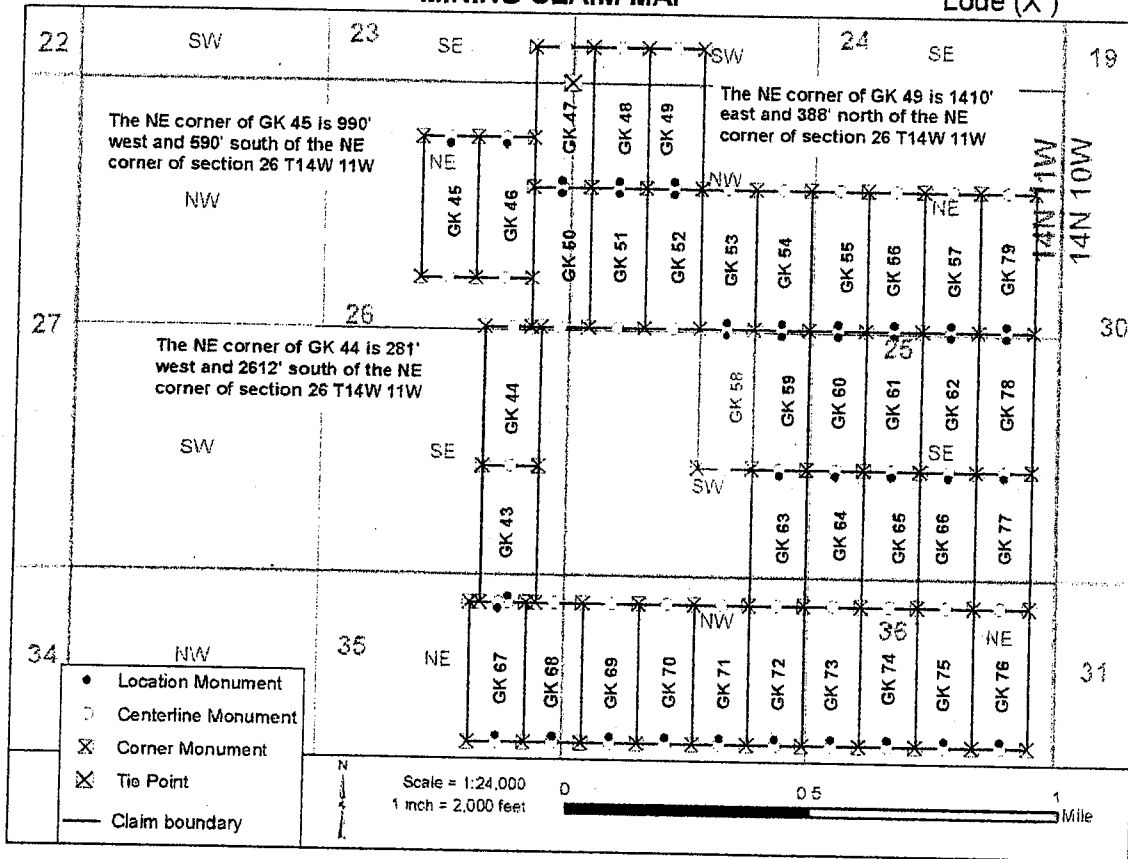 MINING CLAIM MAP
Lode (X )
22
SW
23
SE
SW
24
SE
19
The NE corner of GK 45 is 990'
west and 590' south of the NE
corner of section 26 T14W 11W
The NE corner of GK 49 is 1410'
east and 388' north of the NE
corner of section 26 T14W 11W
GK 47
GK 48
GK 49
NE
NW
NW
NE
14N 11W
14N 10W
GK 45
GK 46
GK 50
GK 51
GK 52
GK 53
GK 54
GK 55
GK 56
GK 57
GK 79
27
26
25
30
The NE corner of GK 44 is 281'
west and 2612' south of the NE
corner of section 26 T14W 11W
GK 44
GK 58
GK 59
GK 60
GK 61
GK 62
GK 78
SW
SE
SW
SE
GK 43
GK 63
GK 64
GK 65
GK 66
GK 77
34
NW
35
NE
NW
36
NE
31
GK 67
GK 68
GK 69
GK 70
GK 71
GK 72
GK 73
GK 74
GK 75
GK 76
Location Monument
Centerline Monument
Corner Monument
Tie Point
Claim boundary
N
Scale = 1:24,000
1 inch = 2,000 feet
0
0 5
1
Mile